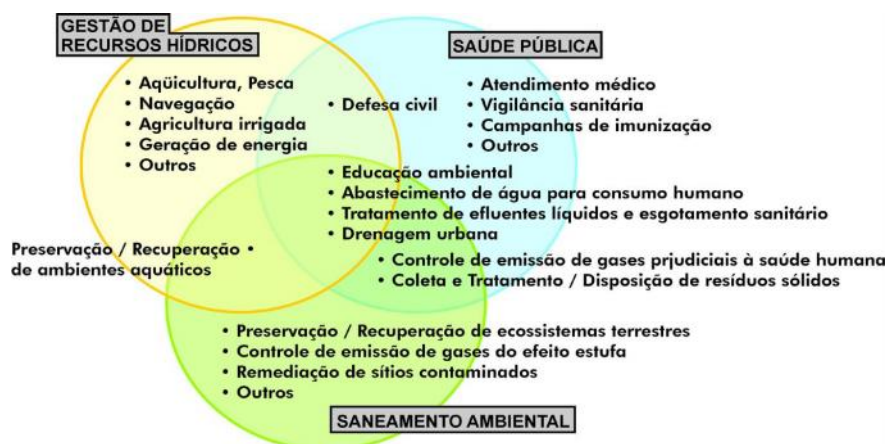 GESTÃO DE
RECURSOS HÍDRICOS
• Aqüicultura, Pesca
• Navegação
• Agricultura irrigada
• Geração de energia
• Outros
SAÚDE PÚBLICA
• Atendimento médico
• Vigilância sanitária
• Campanhas de imunização
• Outros
• Defesa civil
• Educação ambiental
• Abastecimento de água para consumo humano
• Tratamento de efluentes líquidos e esgotamento sanitário
• Drenagem urbana
Preservação / Recuperação •
de ambientes aquáticos
• Controle de emissão de gases prjudiciais à saúde humana
• Coleta e Tratamento / Disposição de resíduos sólidos
• Preservação / Recuperação de ecossistemas terrestres
• Controle de emissão de gases do efeito estufa
• Remediação de sítios contaminados
• Outros
SANEAMENTO AMBIENTAL